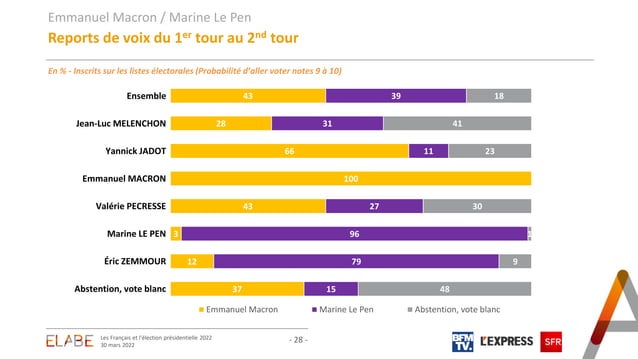 Emmanuel Macron / Marine Le Pen
Reports de voix du 1er tour au 2nd tour
En % - Inscrits sur les listes électorales (Probabilité d'aller voter notes 9 à 10)
Ensemble 43 39 18
Jean-Luc MELENCHON 28 31 41
Yannick JADOT 66 11 23
Emmanuel MACRON 100
Valérie PECRESSE 43 27 30
Marine LE PEN 3 96
Éric ZEMMOUR 12 79 9
Abstention, vote blanc 37 15 48
Emmanuel Macron Marine Le Pen Abstention, vote blanc
ELABE Les Français et l'élection présidentielle 2022
30 mars 2022
- 28 -
BFM TV. L'EXPRESS SFR